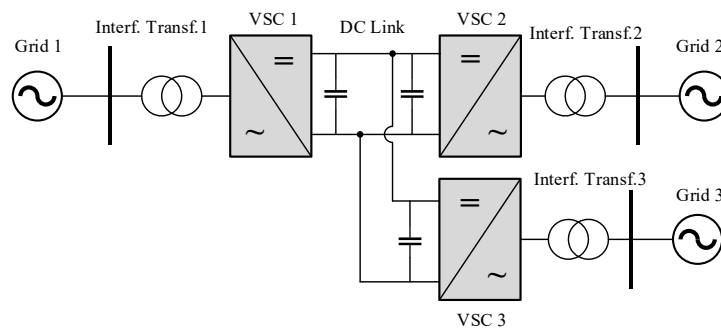 Grid 1
Interf. Transf.1
VSC 1
DC Link
VSC 2
Interf. Transf.2
Grid 2
=
~
=
~
Interf. Transf.3
Grid 3
=
~
VSC 3